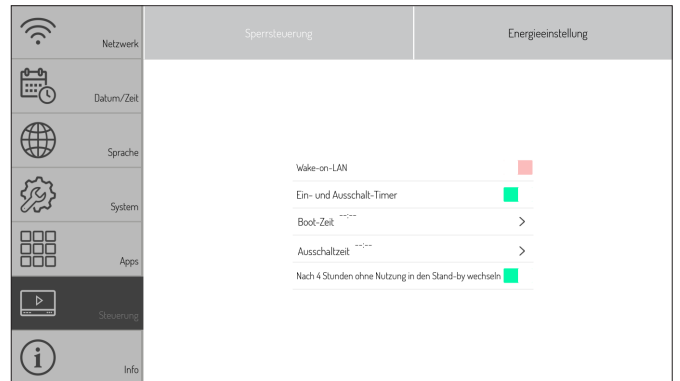 Netzwerk
Sperrsteuerung
Energieeinstellung
Datum/Zeit
Sprache
System
Apps
Steuerung
Info
Wake-on-LAN
Ein- und Ausschalt-Timer
Boot-Zeit --:--
Ausschaltzeit --:--
Nach 4 Stunden ohne Nutzung in den Stand-by wechseln